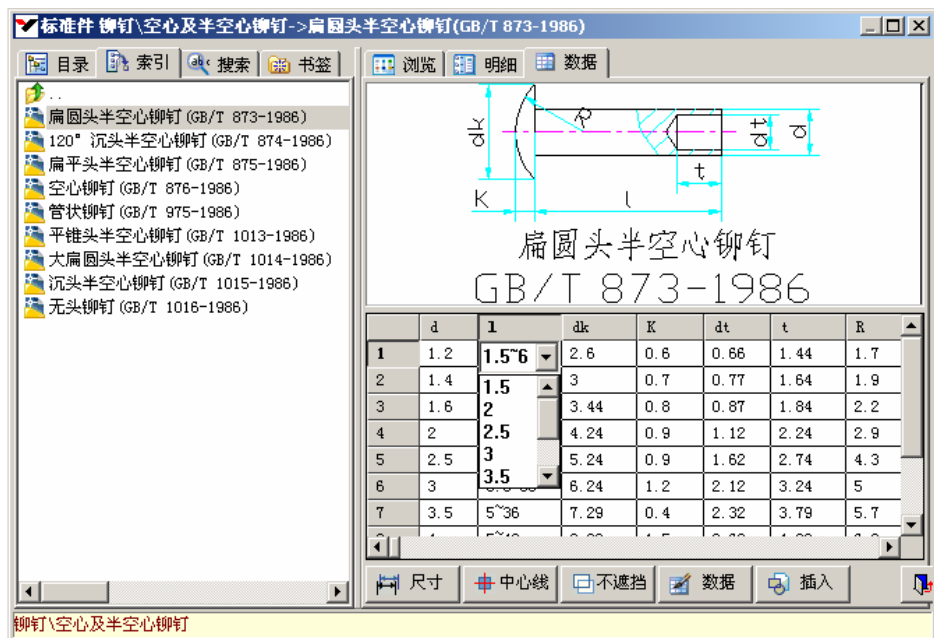 标准件 铆钉\空心及半空心铆钉->扁圆头半空心铆钉(GB/T 873-1986)
目录 索引 搜索 书签
浏览 明细 数据
..
扁圆头半空心铆钉(GB/T 873-1986)
120° 沉头半空心铆钉(GB/T 874-1986)
扁平头半空心铆钉(GB/T 875-1986)
空心铆钉(GB/T 876-1986)
管状铆钉(GB/T 975-1986)
平锥头半空心铆钉(GB/T 1013-1986)
大扁圆头半空心铆钉(GB/T 1014-1986)
沉头半空心铆钉(GB/T 1015-1986)
无头铆钉(GB/T 1016-1986)
dk R dt d
t
K l
扁圆头半空心铆钉
GB/T 873-1986
d l dk K dt t R
1 1.2 1.5~6 2.6 0.6 0.66 1.44 1.7
2 1.4 3 0.7 0.77 1.64 1.9
3 1.6 3.44 0.8 0.87 1.84 2.2
4 2 4.24 0.9 1.12 2.24 2.9
5 2.5 5.24 0.9 1.62 2.74 4.3
6 3 6.24 1.2 2.12 3.24 5
7 3.5 5~36 7.29 0.4 2.32 3.79 5.7
1.5
2
2.5
3
3.5
尺寸 中心线 不遮挡 数据 插入
铆钉\空心及半空心铆钉